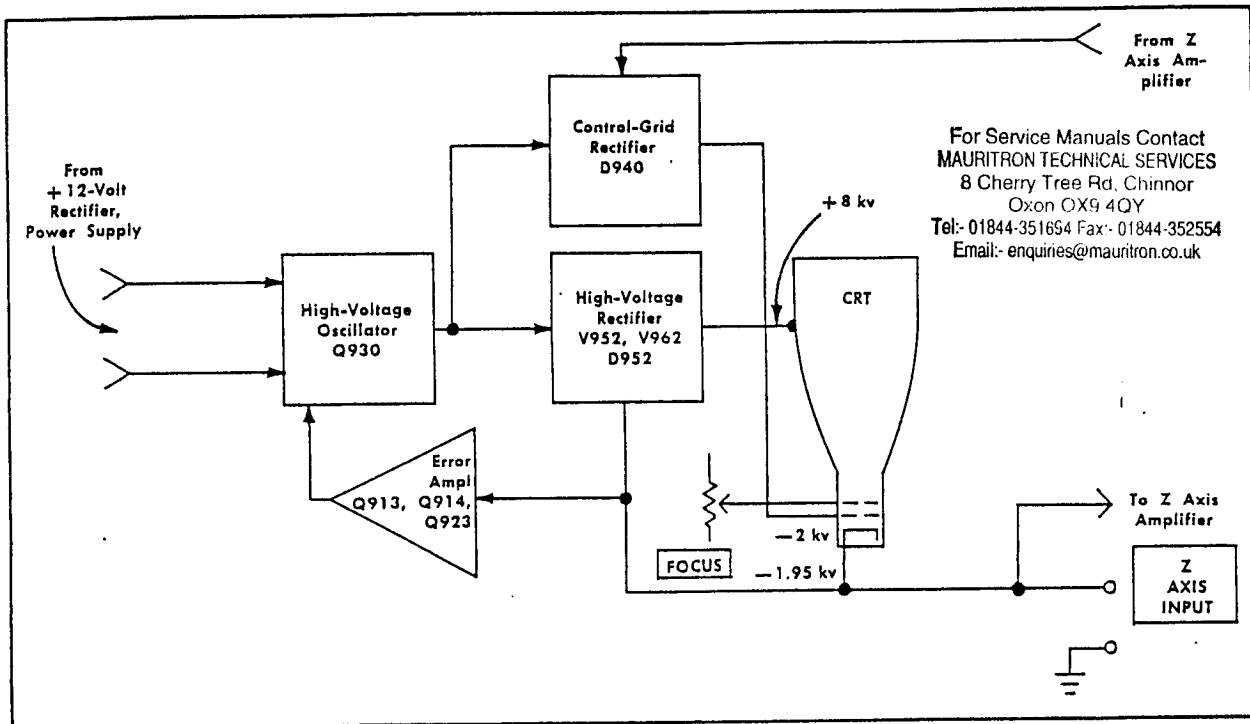 From Z
Axis Am-
plifier
For Service Manuals Contact
MAURITRON TECHNICAL SERVICES
8 Cherry Tree Rd, Chinnor
Oxon OX9 4QY
Tel:- 01844-351694 Fax:- 01844-352554
Email:- enquiries@mauritron.co.uk
From
+ 12-Volt
Rectifier,
Power Supply
Control-Grid
Rectifier
D940
+ 8 kv
High-Voltage
Oscillator
Q930
High-Voltage
Rectifier
V952, V962
D952
CRT
Error
Ampl
Q913, Q914,
Q923
FOCUS
—2 kv
—1.95 kv
To Z Axis
Amplifier
Z
AXIS
INPUT